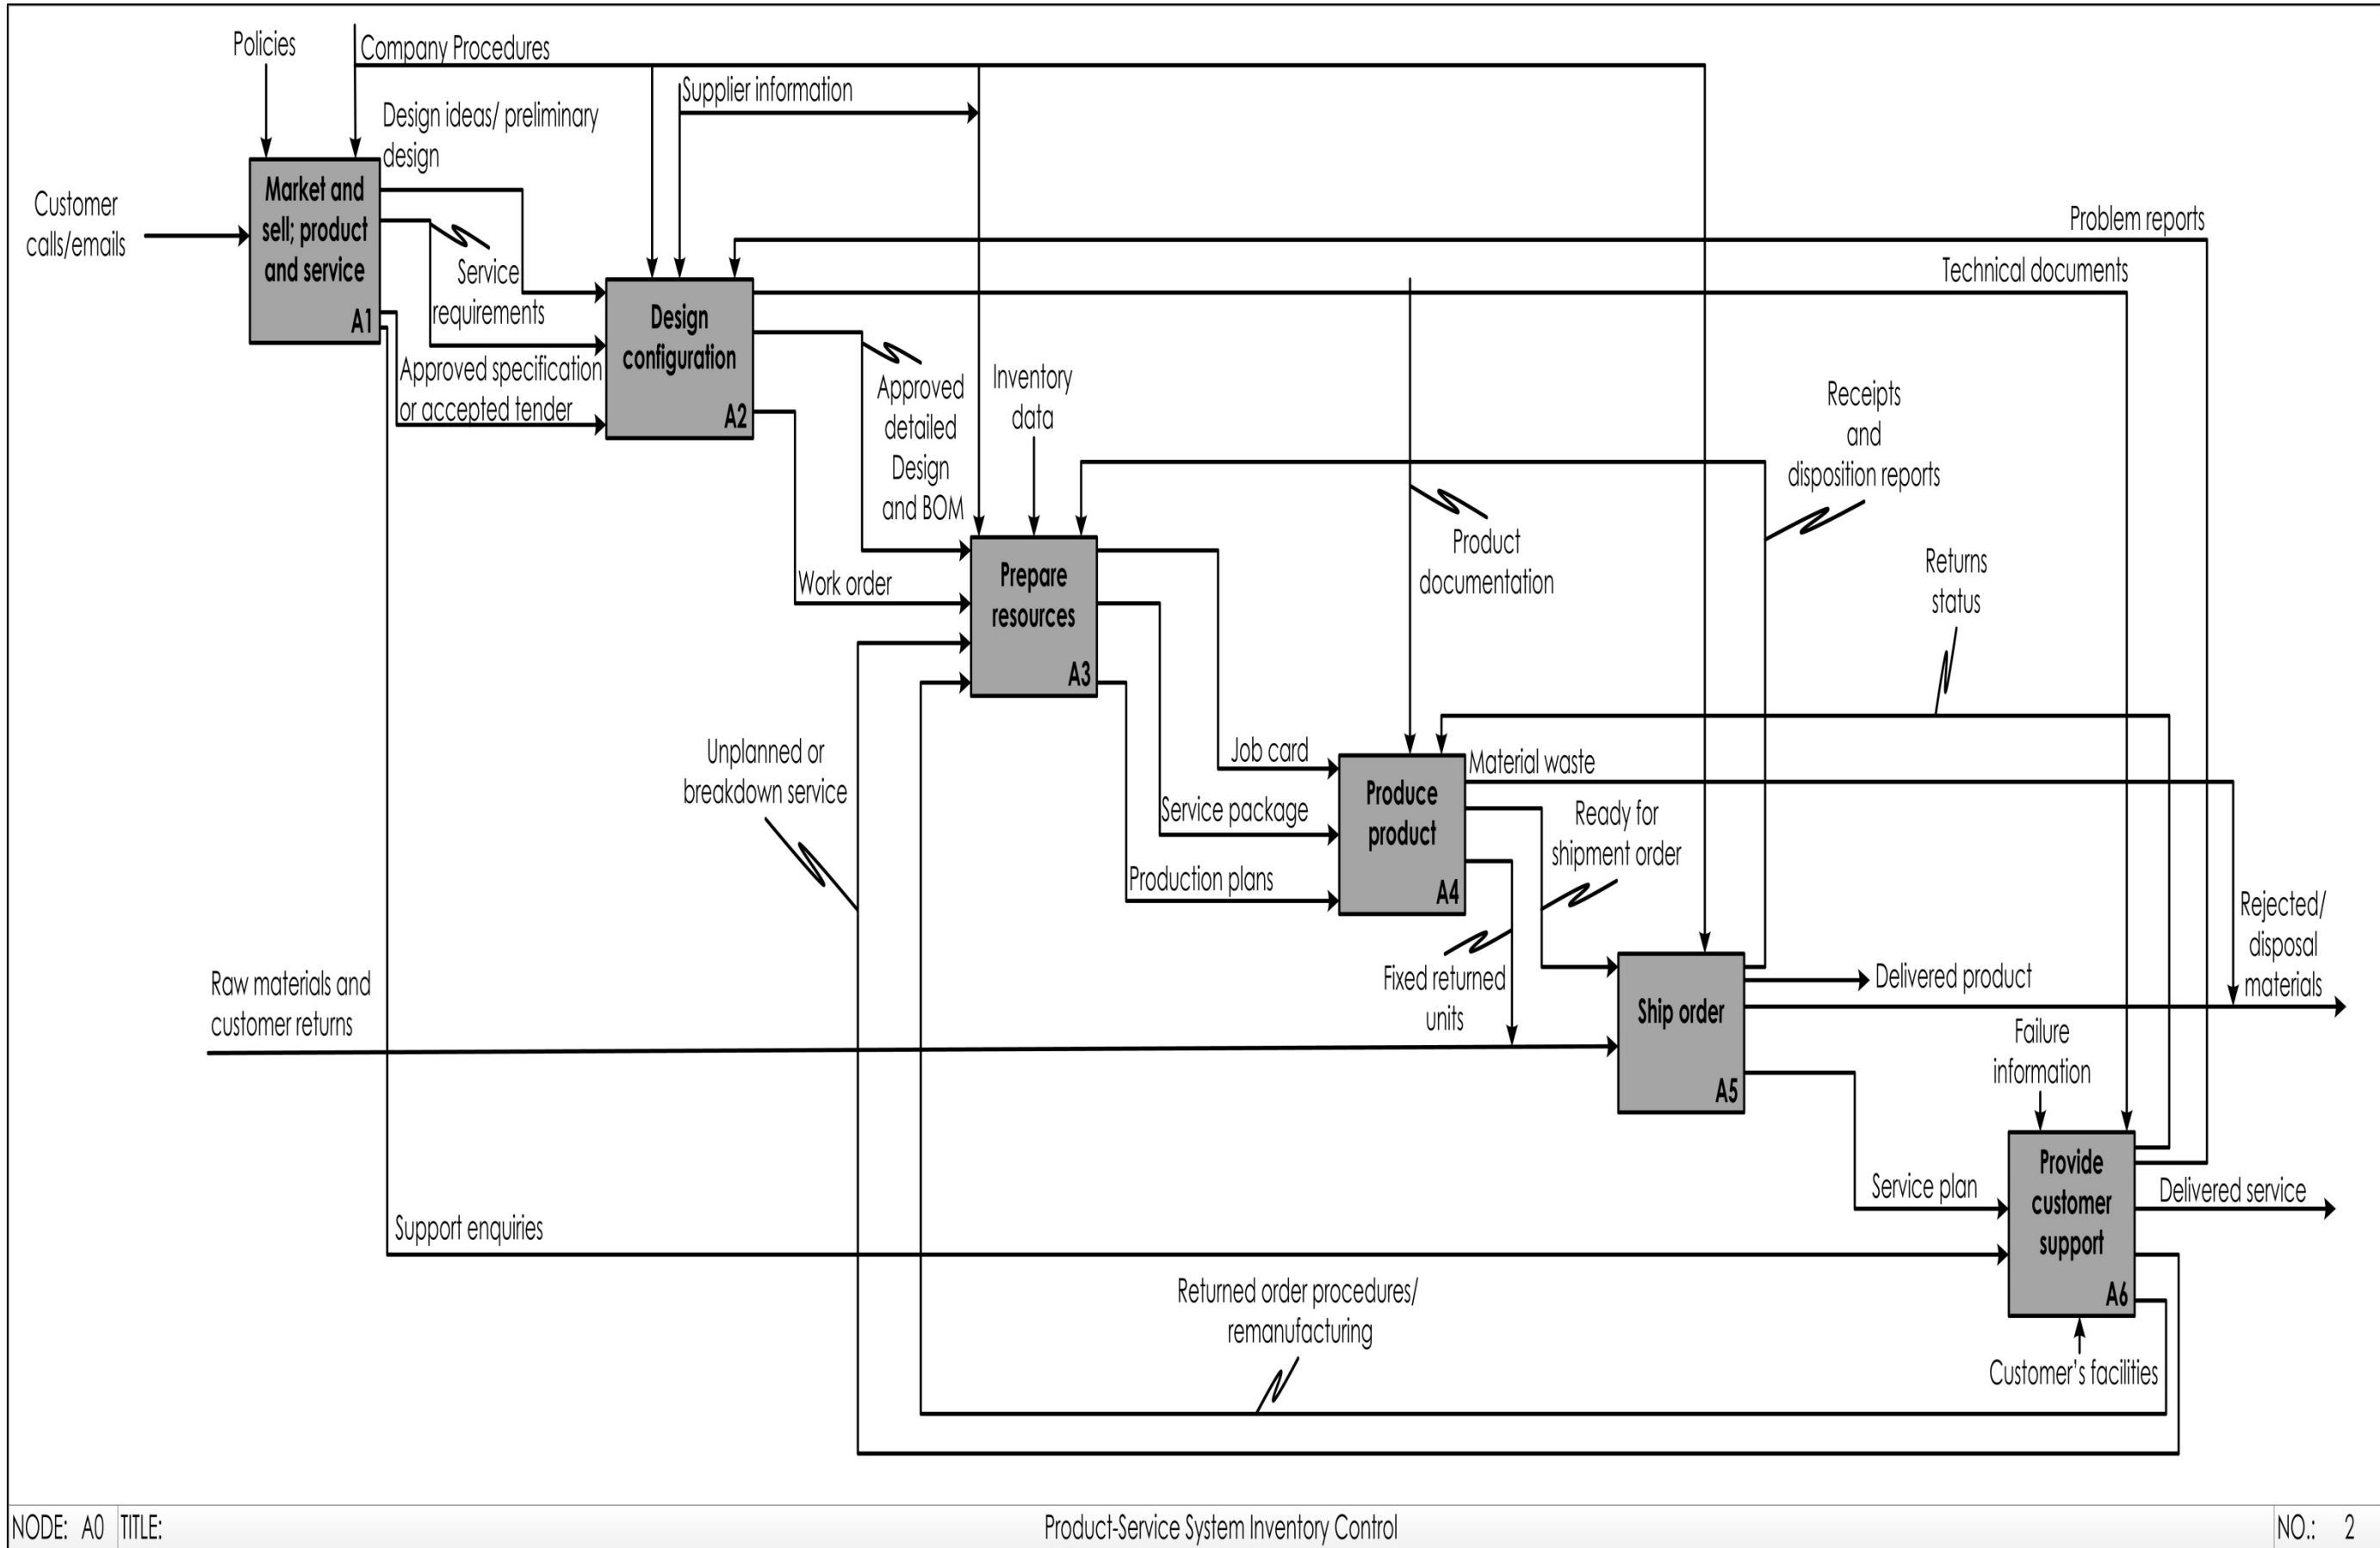 Policies
Company Procedures
Supplier information
Design ideas/ preliminary
design
Market and
sell; product
and service
A1
Customer
calls/emails
Problem reports
Technical documents
Service
requirements
Design
configuration
A2
Approved specification
or accepted tender
Approved
detailed
Design
and BOM
Inventory
data
Receipts
and
disposition reports
Product
documentation
Returns
status
Prepare
resources
A3
Work order
Unplanned or
breakdown service
Job card
Service package
Production plans
Produce
product
A4
Material waste
Ready for
shipment order
Rejected/
disposal
materials
Fixed returned
units
Raw materials and
customer returns
Ship order
A5
Delivered product
Failure
information
Provide
customer
support
A6
Service plan
Delivered service
Support enquiries
Returned order procedures/
remanufacturing
Customer's facilities
NODE: A0 TITLE: Product-Service System Inventory Control NO.: 2